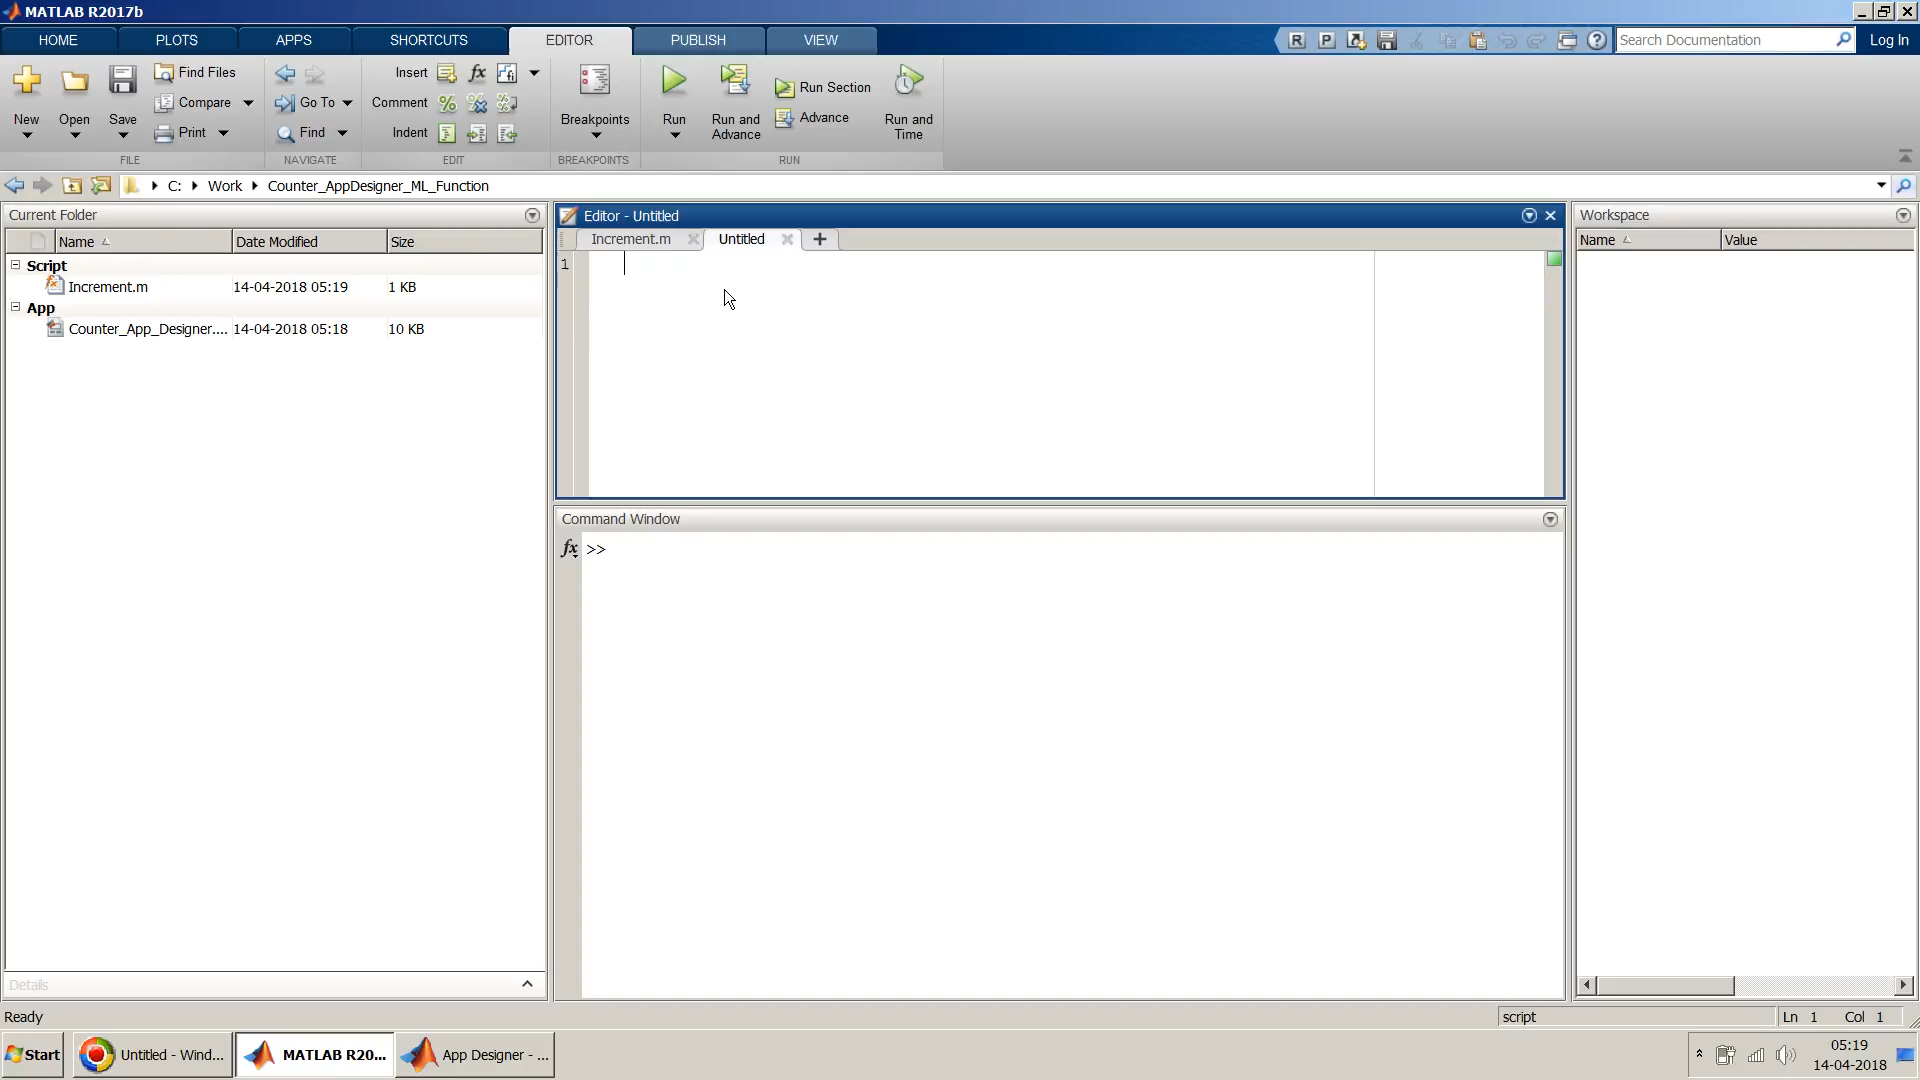 MATLAB R2017b
HOME PLOTS APPS SHORTCUTS EDITOR PUBLISH VIEW Search Documentation Log In
New Open Save Find Files Compare Print
Go To Find
Insert Comment Indent
Breakpoints
Run Run and Advance Run Section Advance Run and Time
FILE NAVIGATE EDIT BREAKPOINTS RUN
C: Work Counter_AppDesigner_ML_Function
Current Folder
Name Date Modified Size
Script
Increment.m 14-04-2018 05:19 1 KB
App
Counter_App_Designer.... 14-04-2018 05:18 10 KB
Details
Editor - Untitled
Increment.m Untitled
1
Command Window
fx >>
Workspace
Name Value
Ready script Ln 1 Col 1
Start Untitled - Wind... MATLAB R20... App Designer - ...
05:19
14-04-2018